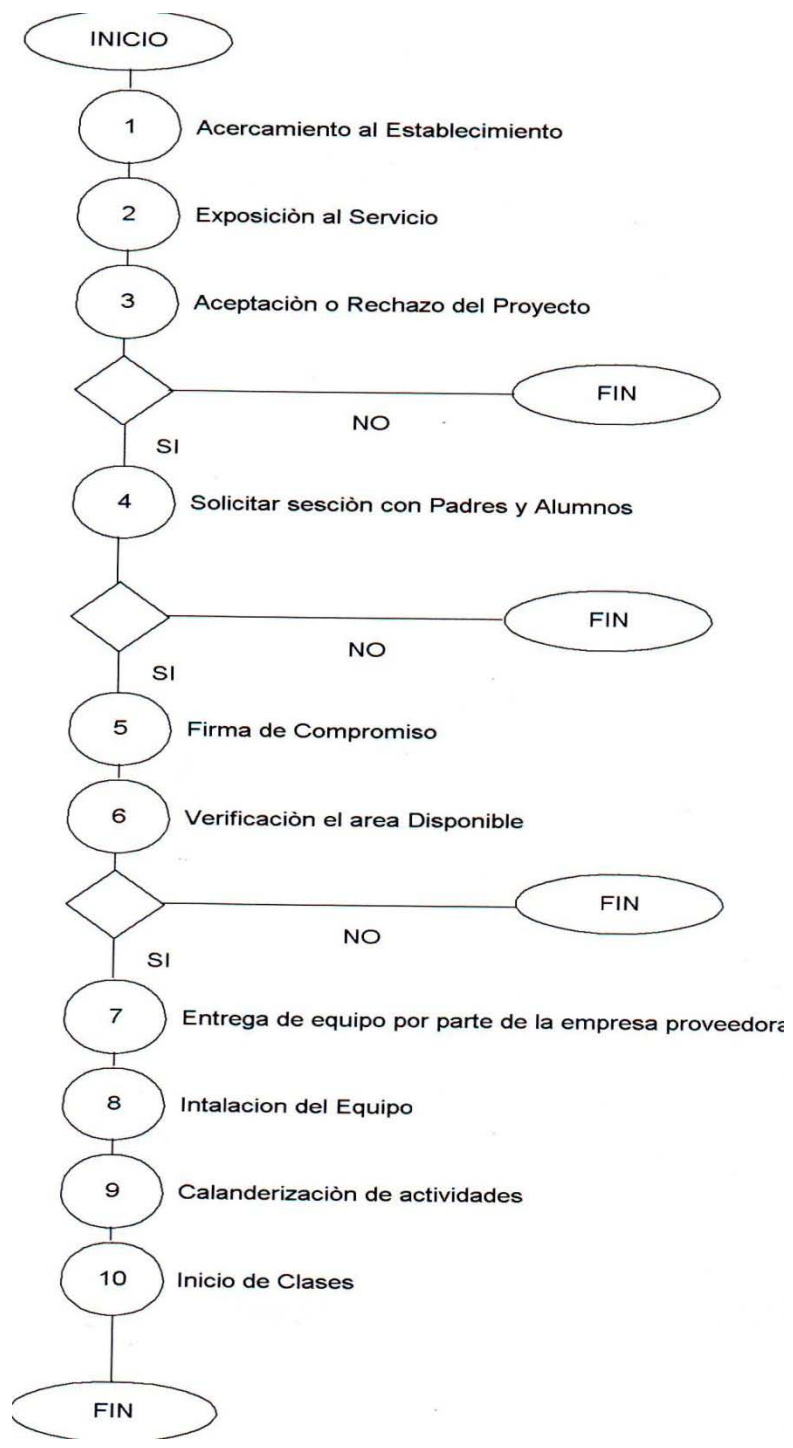 INICIO
1 Acercamiento al Establecimiento
2 Exposiciòn al Servicio
3 Aceptaciòn o Rechazo del Proyecto
FIN
NO
SI
4 Solicitar sesciòn con Padres y Alumnos
FIN
NO
SI
5 Firma de Compromiso
6 Verificaciòn el area Disponible
FIN
NO
SI
7 Entrega de equipo por parte de la empresa proveedora
8 Intalacion del Equipo
9 Calanderizaciòn de actividades
10 Inicio de Clases
FIN